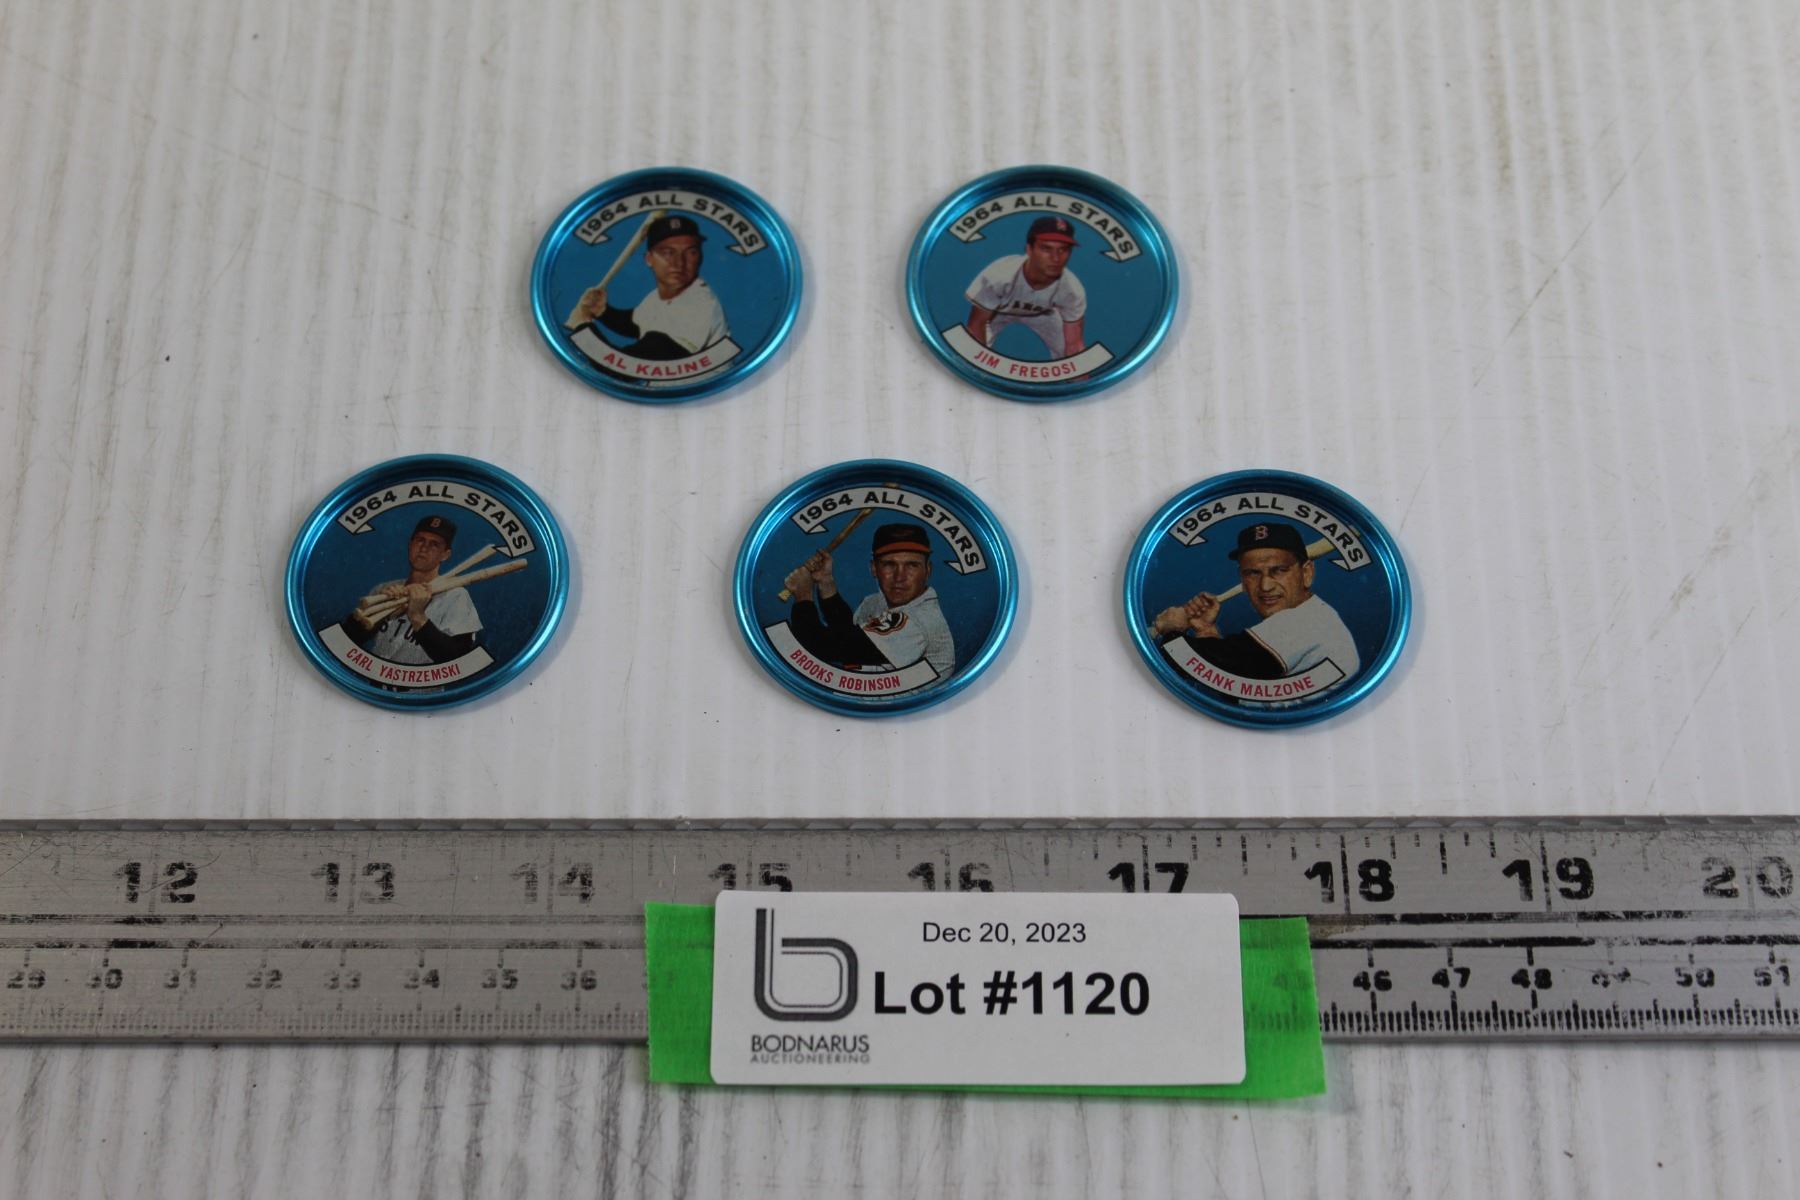 1964 ALL STARS
B
AL KALINE
1964 ALL STARS
JIM FREGOSI
1964 ALL STARS
B
CARL YASTRZEMSKI
1964 ALL STARS
BROOKS ROBINSON
1964 ALL STARS
B
FRANK MALZONE
12 13 14 15 16 17 18 19 20
29 30 31 32 33 34 35 36 46 47 48 50 51
Dec 20, 2023
Lot #1120
BODNARUS
AUCTIONEERING